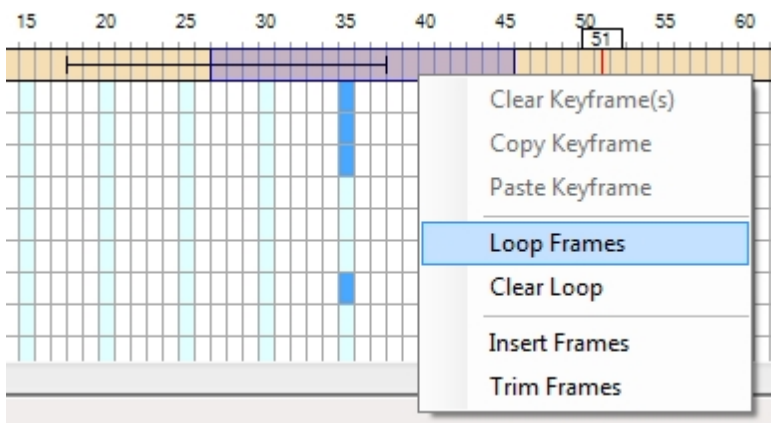 15 20 25 30 35 40 45 50 55 60
51
Clear Keyframe(s)
Copy Keyframe
Paste Keyframe
Loop Frames
Clear Loop
Insert Frames
Trim Frames